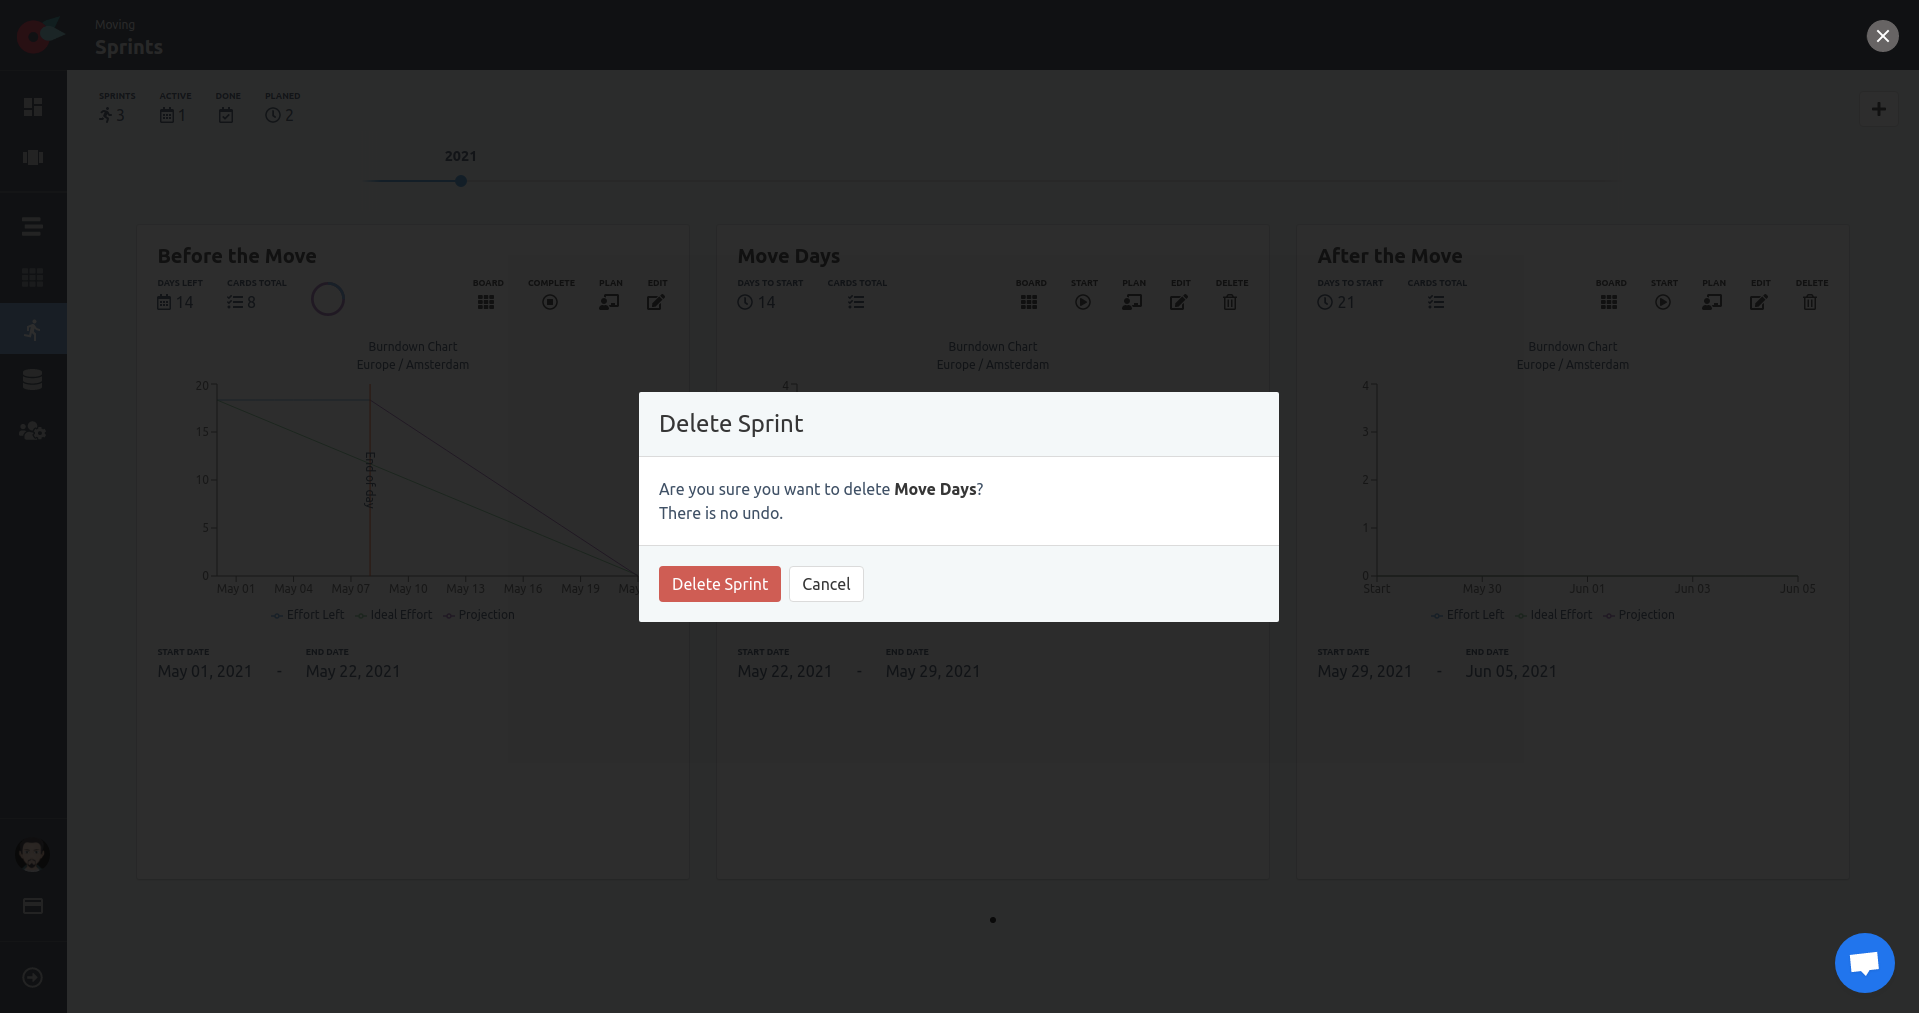 Moving
Sprints
SPRINTS ACTIVE DONE PLANED
3 1 2
2021
Before the Move
DAYS LEFT CARDS TOTAL BOARD COMPLETE PLAN EDIT
14 8
Burndown Chart
Europe / Amsterdam
20
15
10
5
0
End of day
May 01 May 04 May 07 May 10 May 13 May 16 May 19 May
Effort Left Ideal Effort Projection
START DATE END DATE
May 01, 2021 - May 22, 2021
Move Days
DAYS TO START CARDS TOTAL BOARD START PLAN EDIT DELETE
14
Burndown Chart
Europe / Amsterdam
4
START DATE END DATE
May 22, 2021 - May 29, 2021
After the Move
DAYS TO START CARDS TOTAL BOARD START PLAN EDIT DELETE
21
Burndown Chart
Europe / Amsterdam
4
3
2
1
0
Start May 30 Jun 01 Jun 03 Jun 05
Effort Left Ideal Effort Projection
START DATE END DATE
May 29, 2021 - Jun 05, 2021
Delete Sprint
Are you sure you want to delete Move Days?
There is no undo.
Delete Sprint Cancel